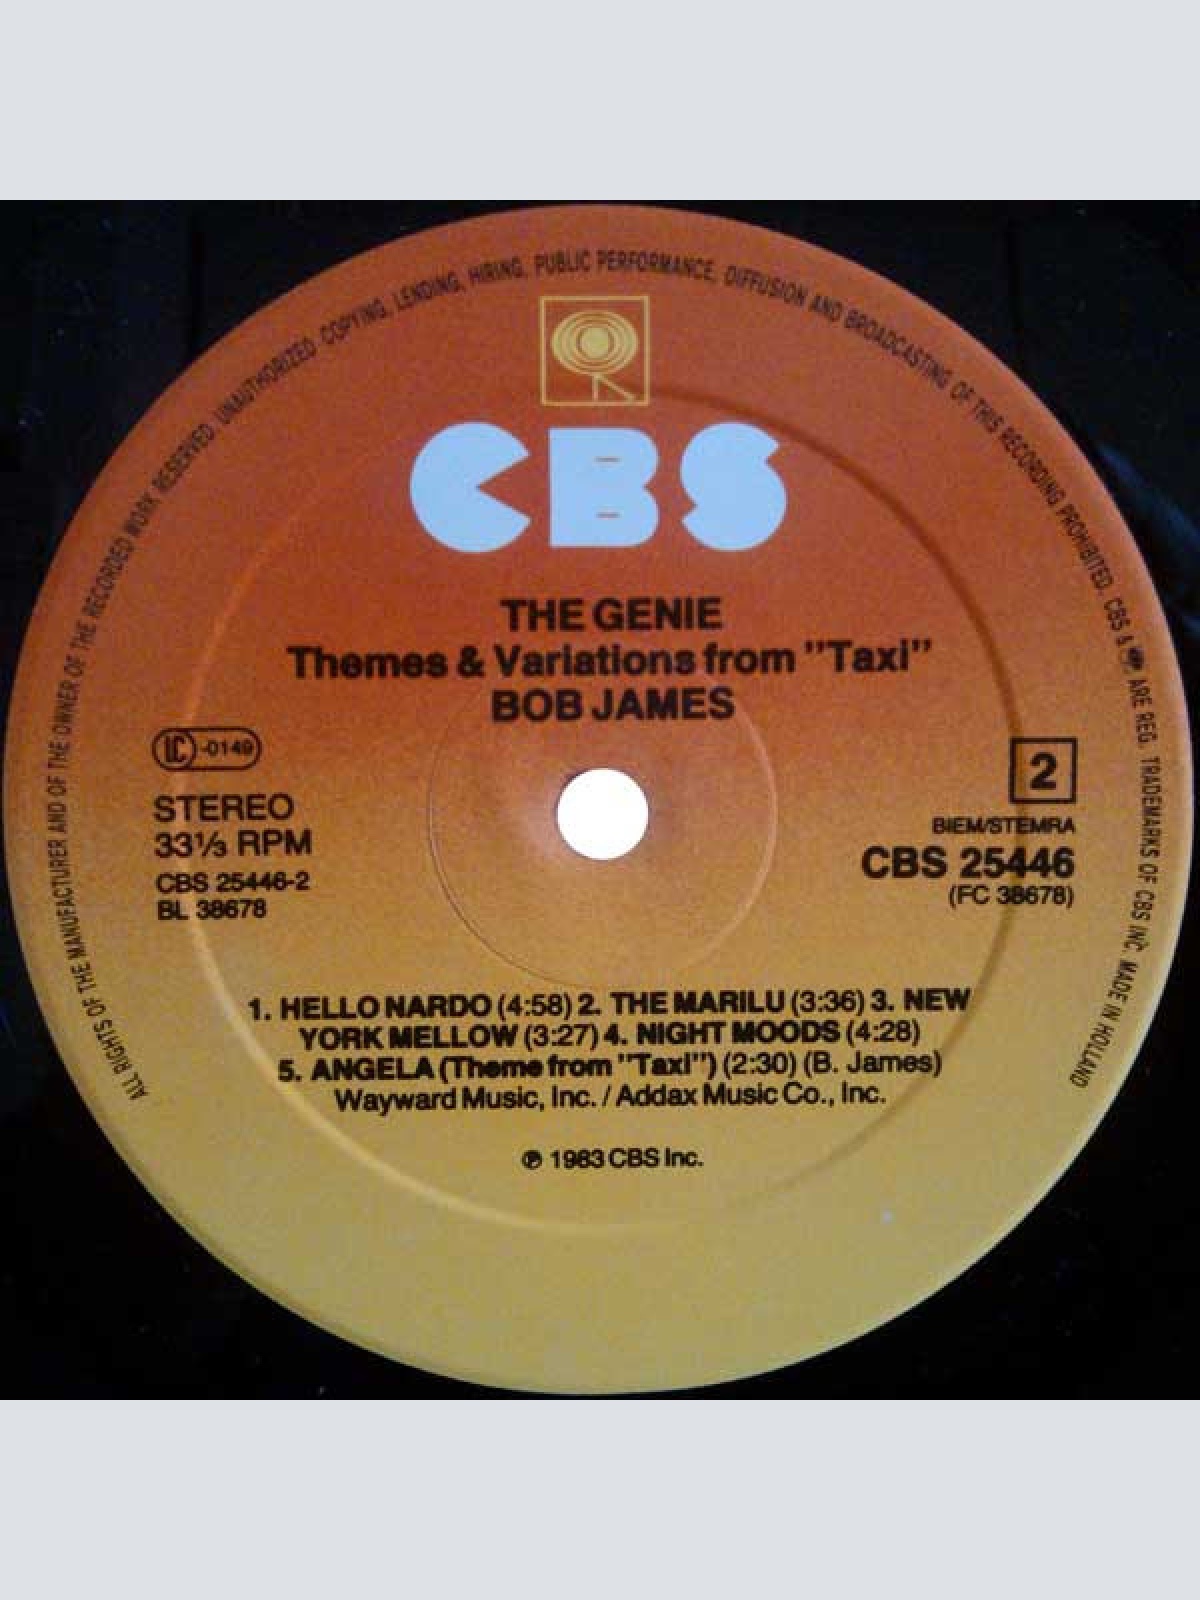 ALL RIGHTS OF THE MANUFACTURER AND OF THE OWNER OF THE RECORDED WORK RESERVED. UNAUTHORIZED COPYING, LENDING, HIRING, PUBLIC PERFORMANCE, DIFFUSION AND BROADCASTING OF THIS RECORDING PROHIBITED. CBS & ARE REG. TRADEMARKS OF CBS INC. MADE IN HOLLAND
CBS
THE GENIE
Themes & Variations from "Taxi"
BOB JAMES
LC -0149
2
STEREO
BIEM/STEMRA
33⅓ RPM
CBS 25446
CBS 25446-2
(FC 38678)
BL 38678
1. HELLO NARDO (4:58) 2. THE MARILU (3:36) 3. NEW
YORK MELLOW (3:27) 4. NIGHT MOODS (4:28)
5. ANGELA (Theme from "Taxi") (2:30) (B. James)
Wayward Music, Inc. / Addax Music Co., Inc.
℗ 1983 CBS Inc.